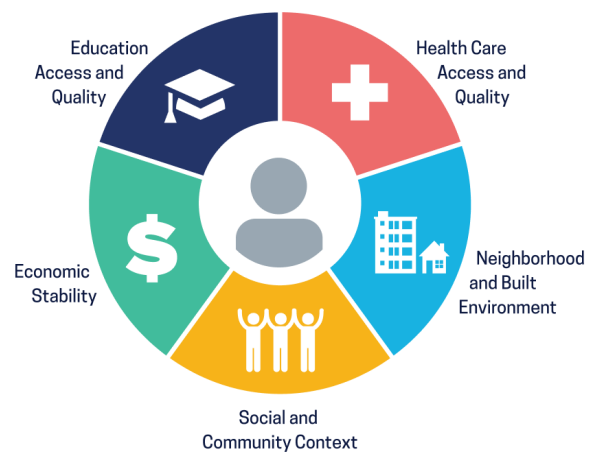 Education
Access and
Quality
Health Care
Access and
Quality
Economic
Stability
Neighborhood
and Built
Environment
Social and
Community Context